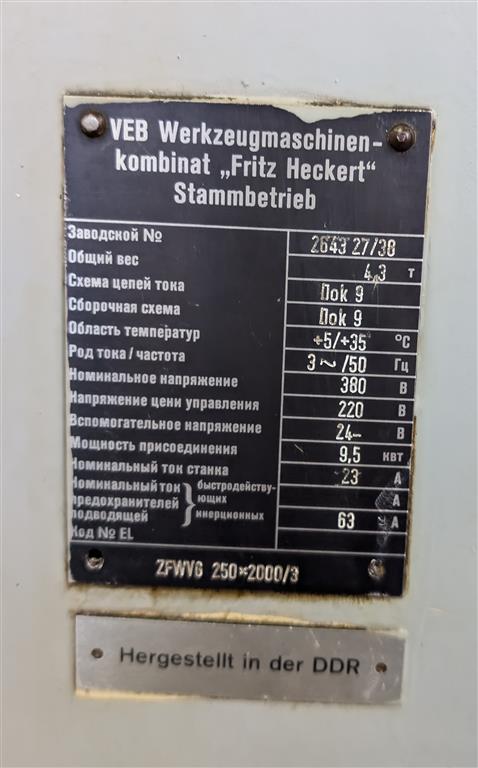 VEB Werkzeugmaschinen-
kombinat „Fritz Heckert“
Stammbetrieb
Заводской № 2643 27/38
Общий вес 4,3 т
Схема цепей тока Dok 9
Сборочная схема Dok 9
Область температур +5/+35 °C
Род тока / частота 3~/50 Гц
Номинальное напряжение 380 В
Напряжение цени управления 220 В
Вспомогательное напряжение 24– В
Мощность присоединения 9,5 квт
Номинальный ток станка 23 А
Номинальный ток быстродейству-
предохранителей ющих А
подводящей инерционных 63 А
Код № EL
ZFWVG 250×2000/3
Hergestellt in der DDR